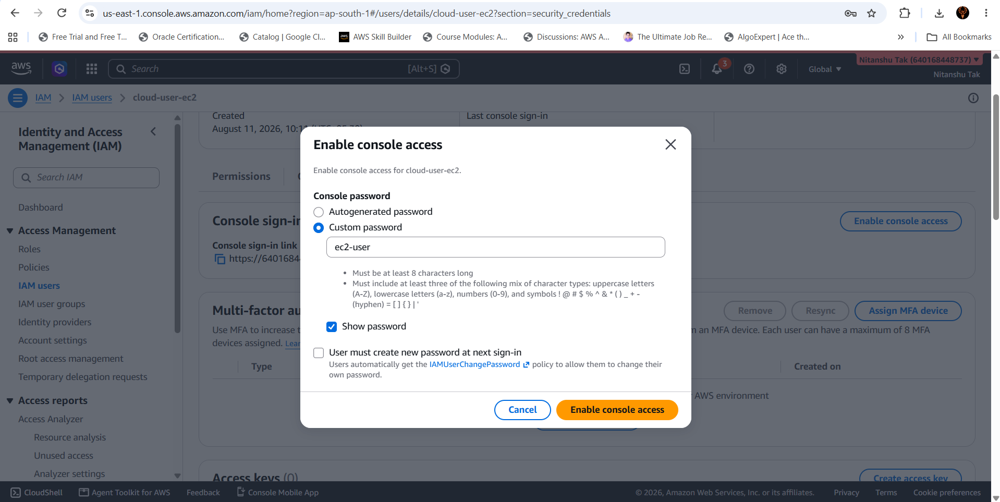 us-east-1.console.aws.amazon.com/iam/home?region=ap-south-1#/users/details/cloud-user-ec2?section=security_credentials
Free Trial and Free T...
Oracle Certification...
Catalog | Google Cl...
aws
AWS Skill Builder
Course Modules: A...
Discussions: AWS A...
The Ultimate Job Re...
AlgoExpert | Ace th...
»
All Bookmarks
aws
Search
[Alt+S]
3
Global
Nitanshu Tak (640168448737)
Nitanshu Tak
IAM
IAM users
cloud-user-ec2
Identity and Access
Management (IAM)
Search IAM
Dashboard
Access Management
Roles
Policies
IAM users
IAM user groups
Identity providers
Account settings
Root access management
Temporary delegation requests
Access reports
Access Analyzer
Resource analysis
Unused access
Analyzer settings
Created
August 11, 2026, 10:1
Last console sign-in
Permissions
Console sign-in
Enable console access
Console sign-in link
https://6401684
Multi-factor au
Remove
Resync
Assign MFA device
Use MFA to increase t
m an MFA device. Each user can have a maximum of 8 MFA
devices assigned. Lear
Type
Created on
AWS environment
Access keys (0)
Create access key
Enable console access
Enable console access for cloud-user-ec2.
Console password
Autogenerated password
Custom password
ec2-user
• Must be at least 8 characters long
• Must include at least three of the following mix of character types: uppercase letters
(A-Z), lowercase letters (a-z), numbers (0-9), and symbols ! @ # $ % ^ & * ( ) _ + -
(hyphen) = [ ] { } | '
Show password
User must create new password at next sign-in
Users automatically get the IAMUserChangePassword policy to allow them to change their
own password.
Cancel
Enable console access
CloudShell
Agent Toolkit for AWS
Feedback
Console Mobile App
© 2026, Amazon Web Services, Inc. or its affiliates.
Privacy
Terms
Cookie preferences